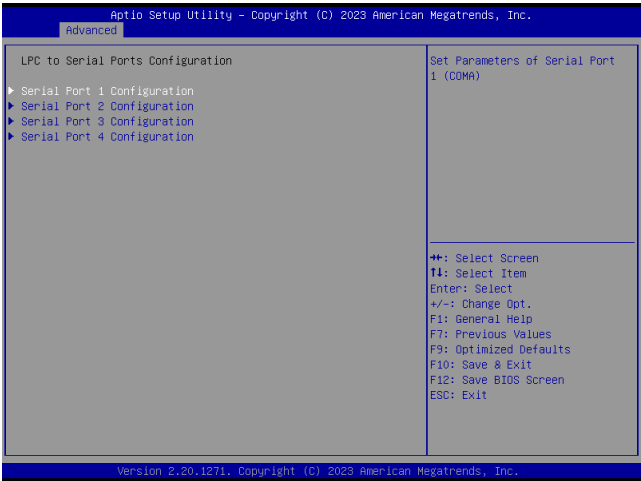 Aptio Setup Utility – Copyright (C) 2023 American Megatrends, Inc.
Advanced
LPC to Serial Ports Configuration
Serial Port 1 Configuration
Serial Port 2 Configuration
Serial Port 3 Configuration
Serial Port 4 Configuration
Set Parameters of Serial Port
1 (COMA)
→←: Select Screen
↑↓: Select Item
Enter: Select
+/-: Change Opt.
F1: General Help
F7: Previous Values
F9: Optimized Defaults
F10: Save & Exit
F12: Save BIOS Screen
ESC: Exit
Version 2.20.1271. Copyright (C) 2023 American Megatrends, Inc.